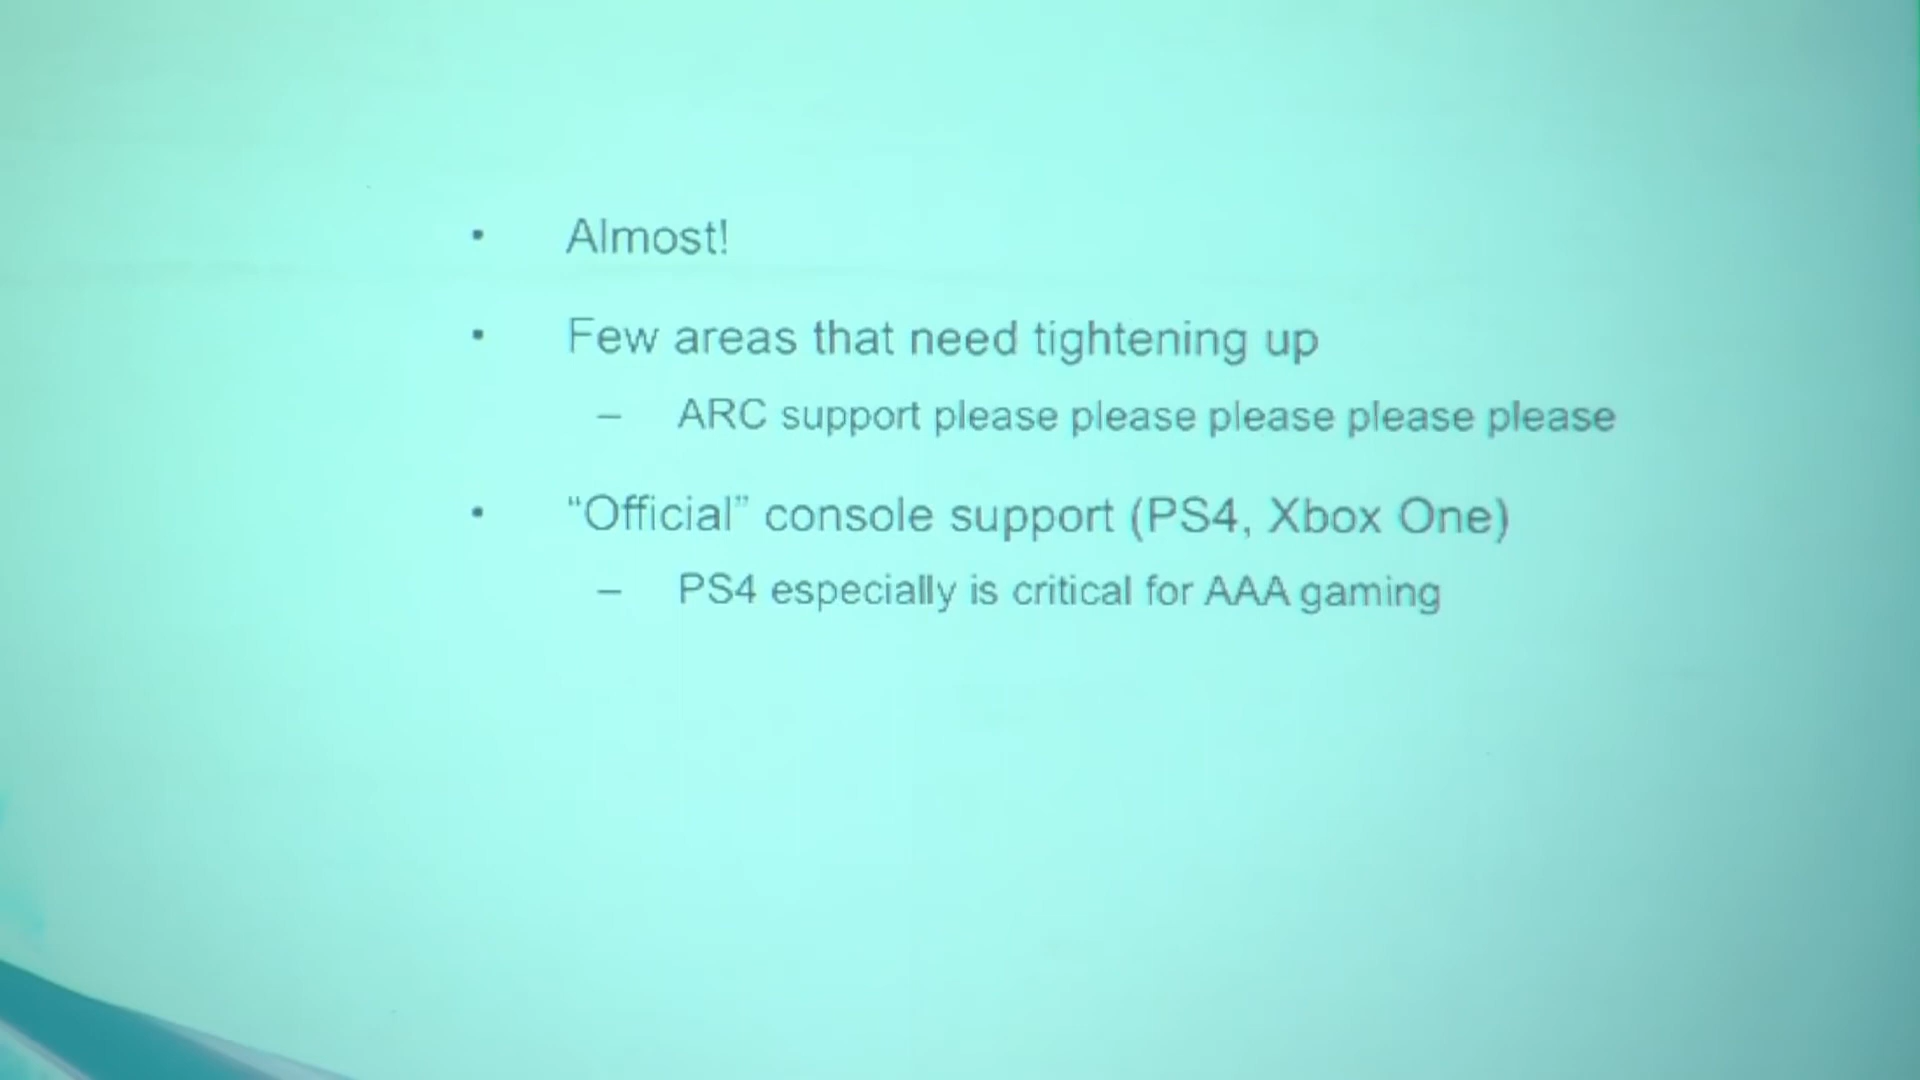 • Almost!
• Few areas that need tightening up
– ARC support please please please please please
• “Official” console support (PS4, Xbox One)
– PS4 especially is critical for AAA gaming